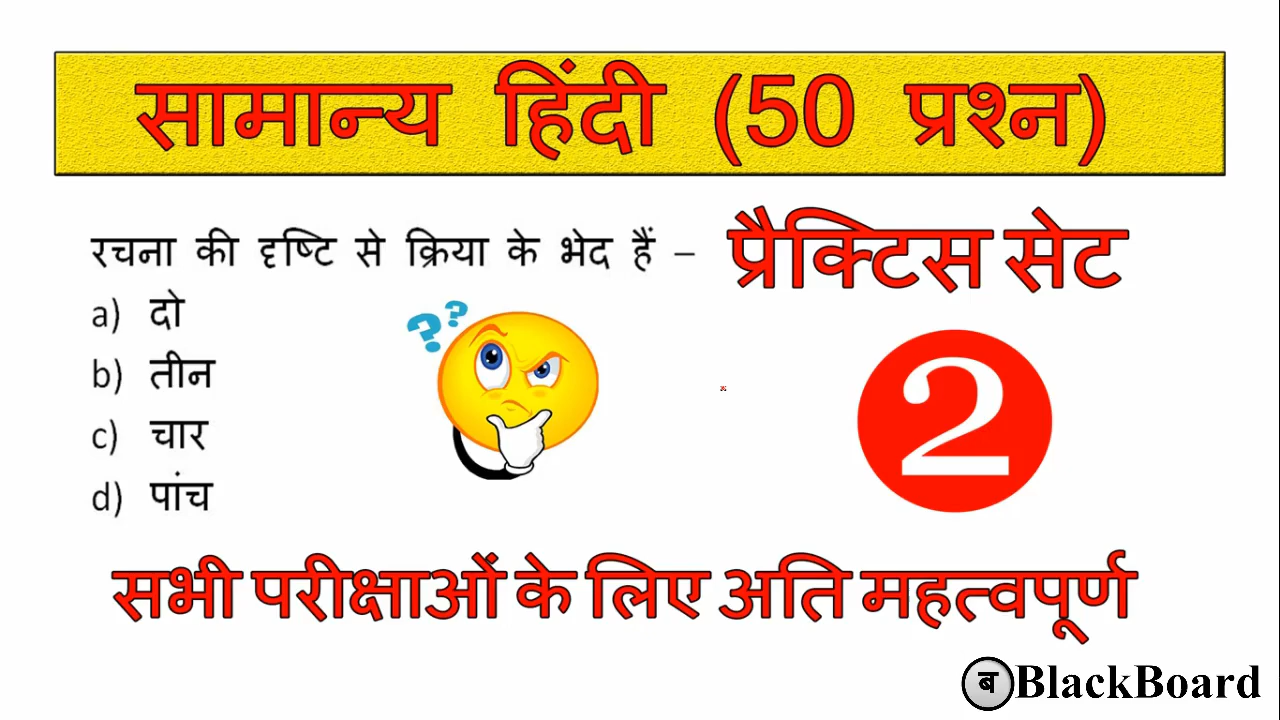 सामान्य हिंदी (50 प्रश्न)
रचना की दृष्टि से क्रिया के भेद हैं –
a) दो
b) तीन
c) चार
d) पांच
??
प्रैक्टिस सेट
2
सभी परीक्षाओं के लिए अति महत्वपूर्ण
ब BlackBoard